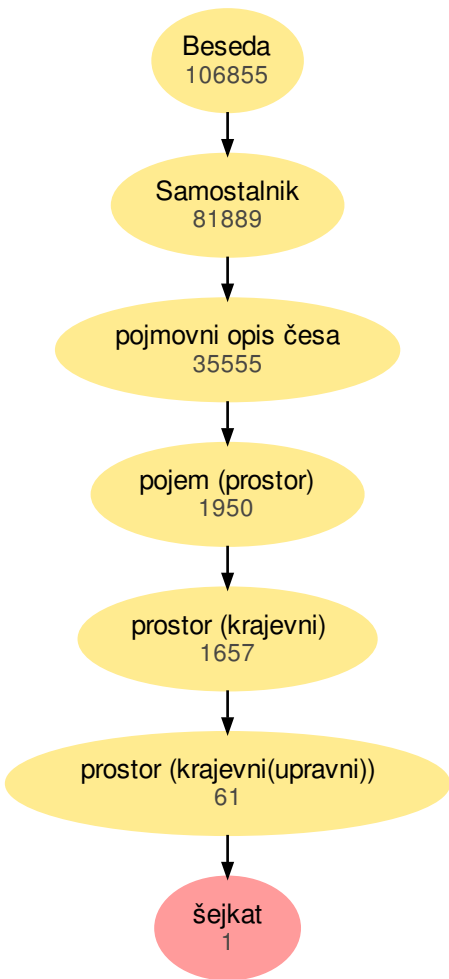 Beseda
106855
Samostalnik
81889
pojmovni opis česa
35555
pojem (prostor)
1950
prostor (krajevni)
1657
prostor (krajevni(upravni))
61
šejkat
1